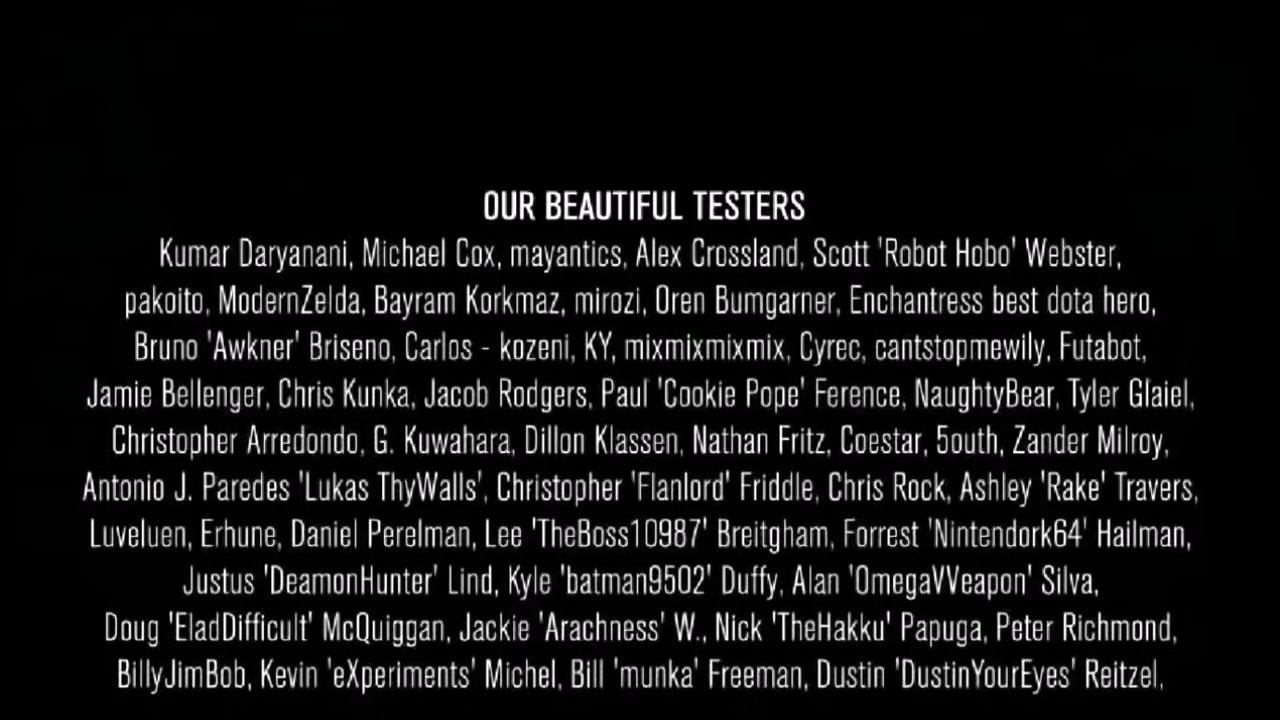 OUR BEAUTIFUL TESTERS
Kumar Daryanani, Michael Cox, mayantics, Alex Crossland, Scott 'Robot Hobo' Webster,
pakoito, ModernZelda, Bayram Korkmaz, mirozi, Oren Bumgarner, Enchantress best dota hero,
Bruno 'Awkner' Briseno, Carlos - kozeni, KY, mixmixmixmix, Cyrec, cantstopmewily, Futabot,
Jamie Bellenger, Chris Kunka, Jacob Rodgers, Paul 'Cookie Pope' Ference, NaughtyBear, Tyler Glaiel,
Christopher Arredondo, G. Kuwahara, Dillon Klassen, Nathan Fritz, Coestar, 5outh, Zander Milroy,
Antonio J. Paredes 'Lukas ThyWalls', Christopher 'Flanlord' Friddle, Chris Rock, Ashley 'Rake' Travers,
Luveluen, Erhune, Daniel Perelman, Lee 'TheBoss10987' Breitgham, Forrest 'Nintendork64' Hailman,
Justus 'DeamonHunter' Lind, Kyle 'batman9502' Duffy, Alan 'OmegaVVeapon' Silva,
Doug 'EladDifficult' McQuiggan, Jackie 'Arachness' W., Nick 'TheHakku' Papuga, Peter Richmond,
BillyJimBob, Kevin 'eXperiments' Michel, Bill 'munka' Freeman, Dustin 'DustinYourEyes' Reitzel,